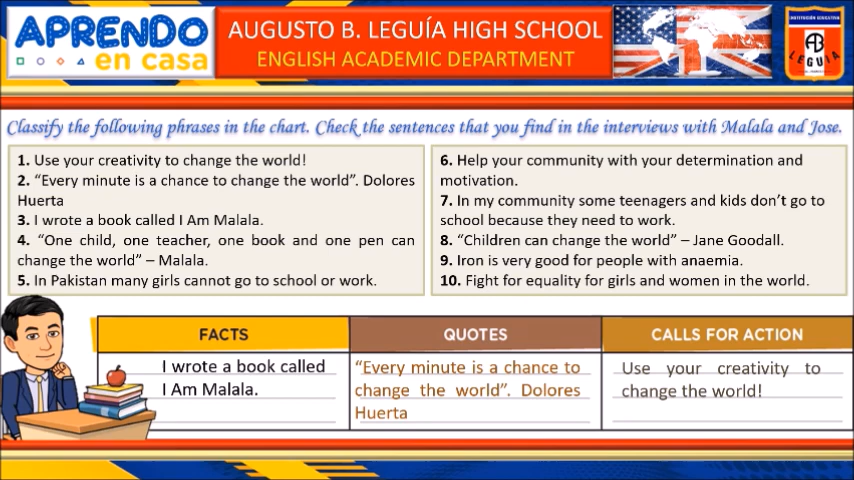 APRENDO
en casa
AUGUSTO B. LEGUÍA HIGH SCHOOL
ENGLISH ACADEMIC DEPARTMENT
INSTITUCIÓN EDUCATIVA
AB
LEGUÍA
Classify the following phrases in the chart. Check the sentences that you find in the interviews with Malala and Jose.
1. Use your creativity to change the world!
2. “Every minute is a chance to change the world”. Dolores
Huerta
3. I wrote a book called I Am Malala.
4. “One child, one teacher, one book and one pen can
change the world” – Malala.
5. In Pakistan many girls cannot go to school or work.
6. Help your community with your determination and
motivation.
7. In my community some teenagers and kids don’t go to
school because they need to work.
8. “Children can change the world” – Jane Goodall.
9. Iron is very good for people with anaemia.
10. Fight for equality for girls and women in the world.
FACTS
I wrote a book called
I Am Malala.
QUOTES
“Every minute is a chance to
change the world”. Dolores
Huerta
CALLS FOR ACTION
Use your creativity to
change the world!